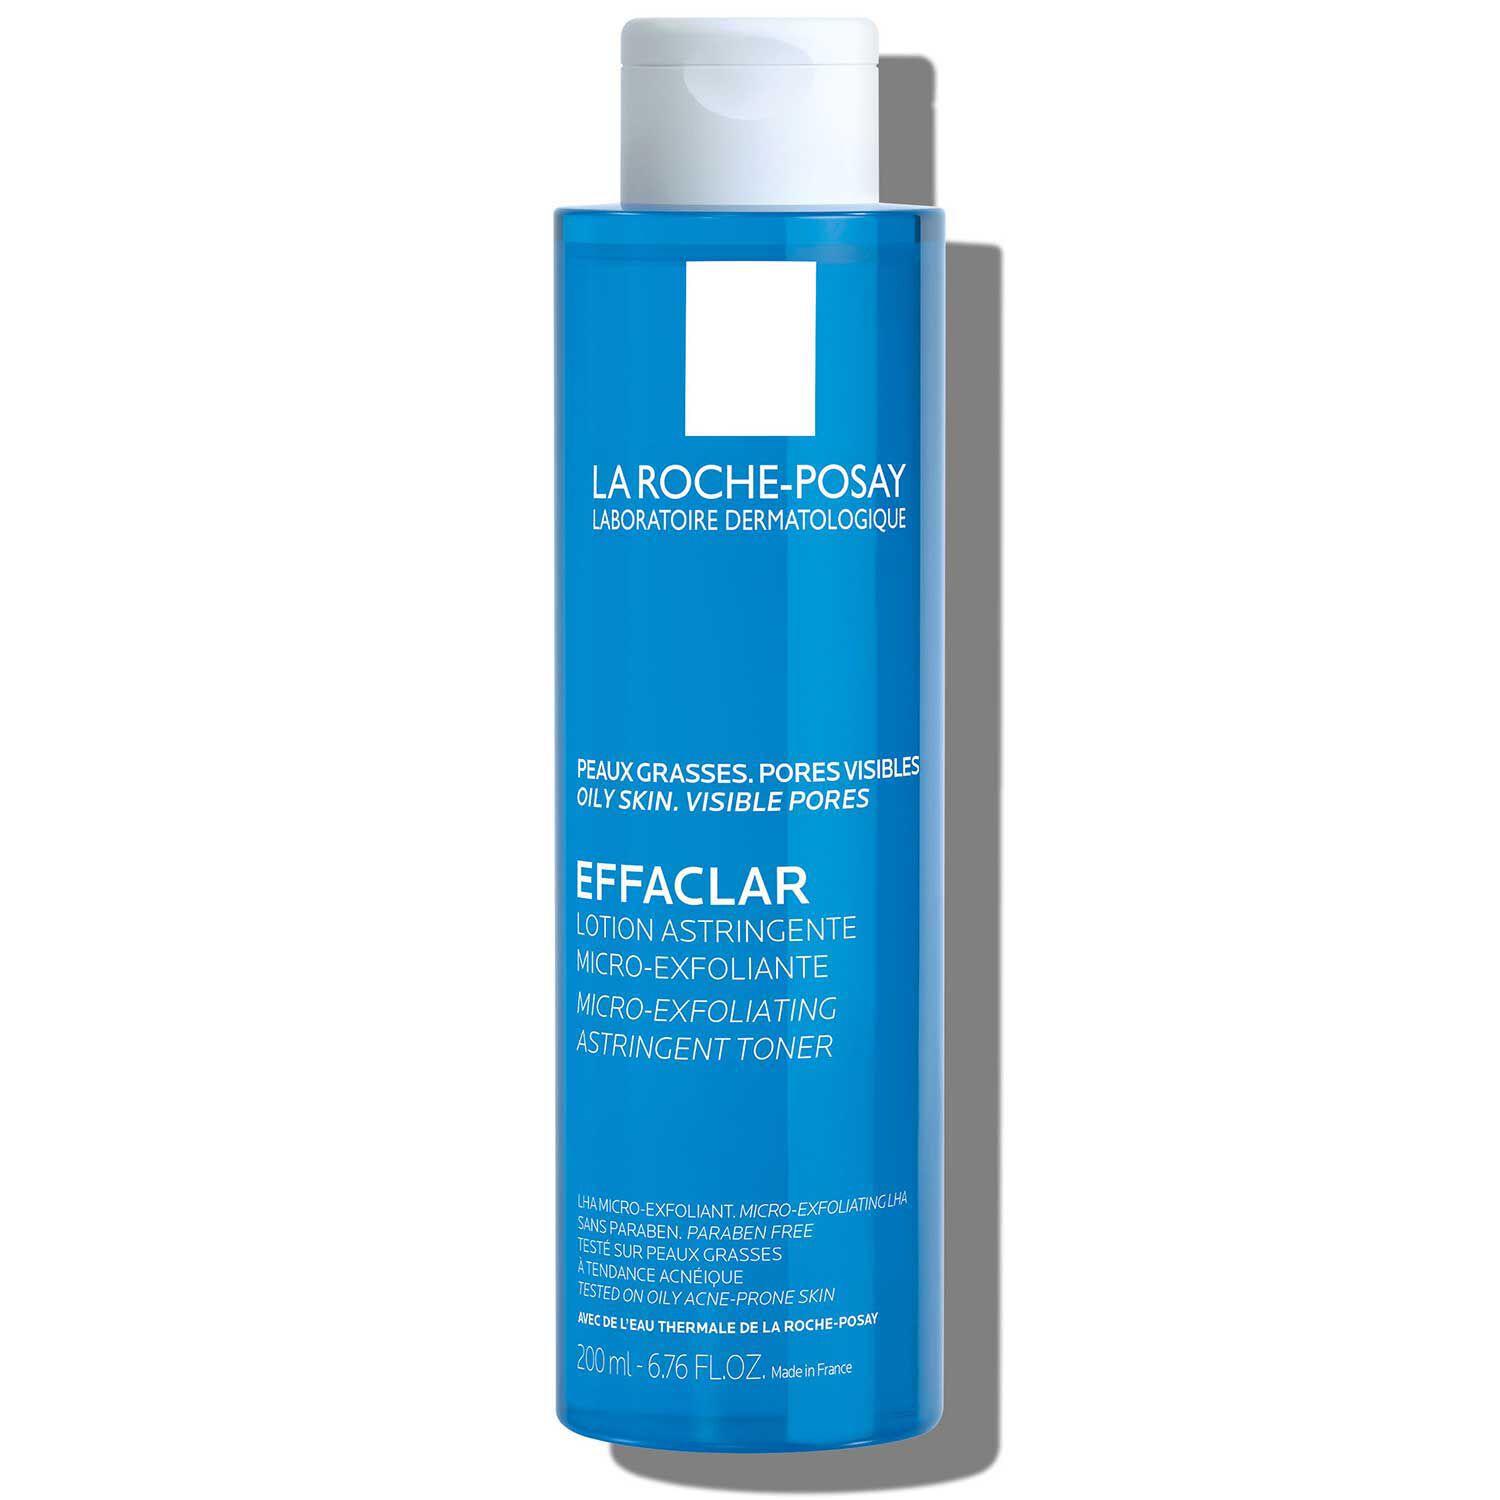 LA ROCHE-POSAY
LABORATOIRE DERMATOLOGIQUE
PEAUX GRASSES. PORES VISIBLES
OILY SKIN. VISIBLE PORES
EFFACLAR
LOTION ASTRINGENTE
MICRO-EXFOLIANTE
MICRO-EXFOLIATING
ASTRINGENT TONER
LHA MICRO-EXFOLIANT. MICRO-EXFOLIATING LHA
SANS PARABEN. PARABEN FREE
TESTÉ SUR PEAUX GRASSES
À TENDANCE ACNÉIQUE
TESTED ON OILY ACNE-PRONE SKIN
AVEC DE L'EAU THERMALE DE LA ROCHE-POSAY
200 ml - 6.76 FL.OZ. Made in France